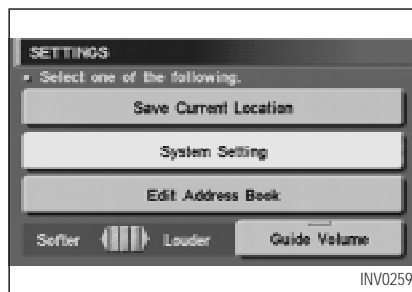 SETTINGS
Select one of the following.
Save Current Location
System Setting
Edit Address Book
Softer Louder Guide Volume
INV0259